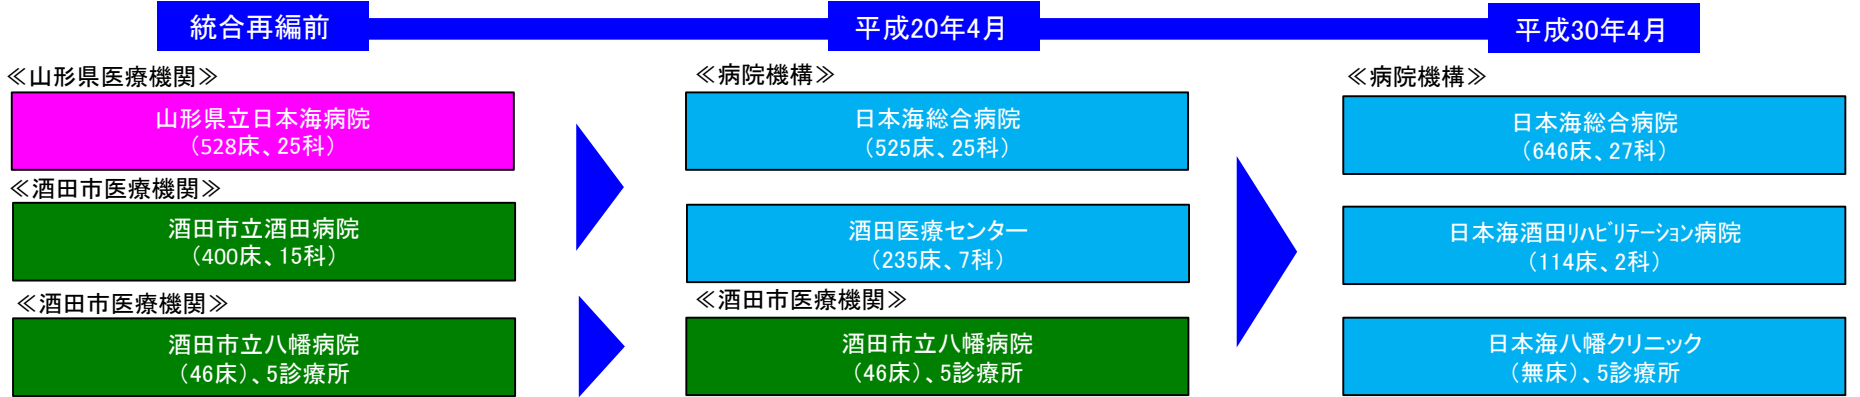 統合再編前
平成20年4月
平成30年4月
≪山形県医療機関≫
山形県立日本海病院
（528床、25科）
≪酒田市医療機関≫
酒田市立酒田病院
（400床、15科）
≪酒田市医療機関≫
酒田市立八幡病院
（46床）、5診療所
≪病院機構≫
日本海総合病院
（525床、25科）
酒田医療センター
（235床、7科）
≪酒田市医療機関≫
酒田市立八幡病院
（46床）、5診療所
≪病院機構≫
日本海総合病院
（646床、27科）
日本海酒田ﾘﾊﾋﾞﾘﾃｰｼｮﾝ病院
（114床、2科）
日本海八幡クリニック
（無床）、5診療所